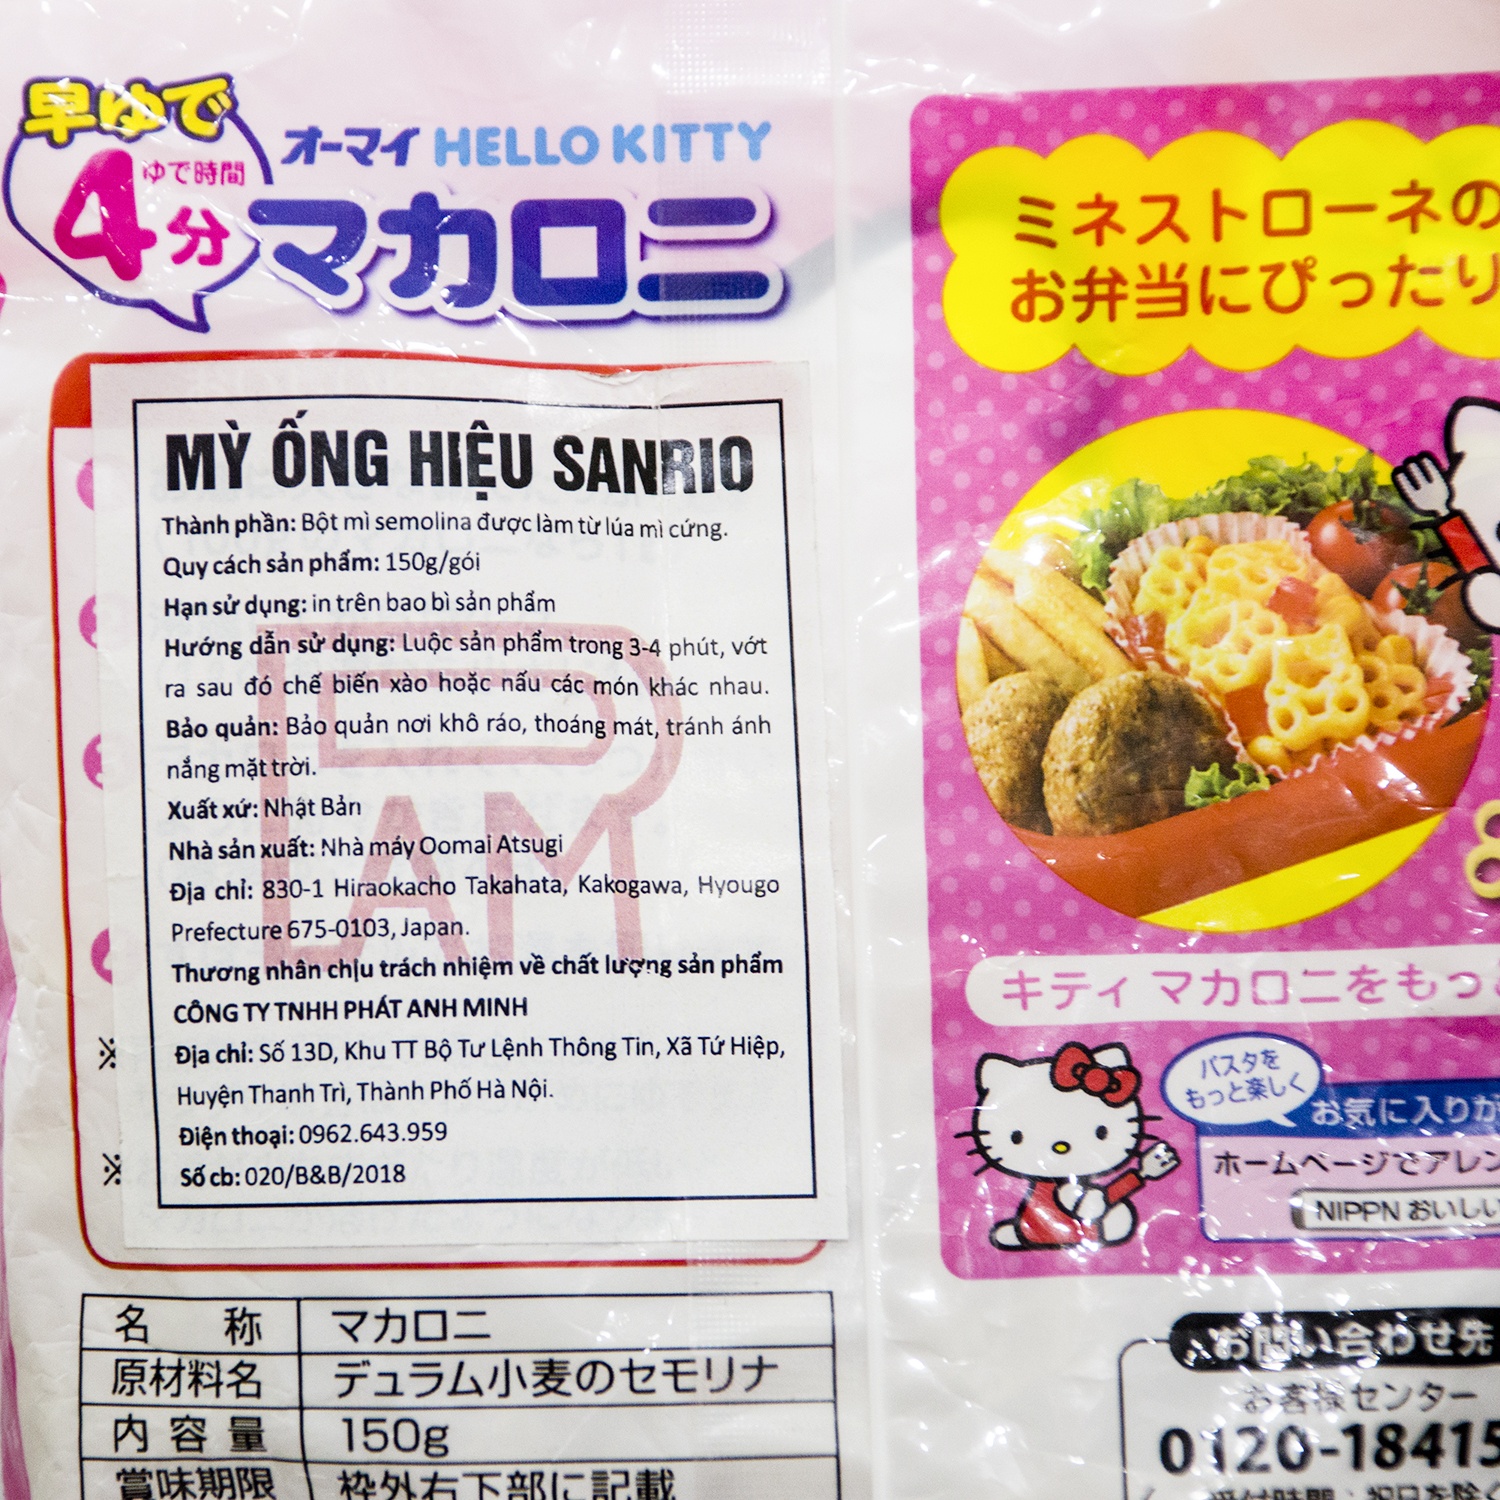 早ゆで
ゆで時間
4分
オーマイ HELLO KITTY
マカロニ
MỲ ỐNG HIỆU SANRIO
Thành phần: Bột mì semolina được làm từ lúa mì cứng.
Quy cách sản phẩm: 150g/gói
Hạn sử dụng: in trên bao bì sản phẩm
Hướng dẫn sử dụng: Luộc sản phẩm trong 3-4 phút, vớt
ra sau đó chế biến xào hoặc nấu các món khác nhau.
Bảo quản: Bảo quản nơi khô ráo, thoáng mát, tránh ánh
nắng mặt trời.
Xuất xứ: Nhật Bản
Nhà sản xuất: Nhà máy Oomai Atsugi
Địa chỉ: 830-1 Hiraokacho Takahata, Kakogawa, Hyougo
Prefecture 675-0103, Japan.
Thương nhân chịu trách nhiệm về chất lượng sản phẩm
CÔNG TY TNHH PHÁT ANH MINH
Địa chỉ: Số 13D, Khu TT Bộ Tư Lệnh Thông Tin, Xã Tứ Hiệp,
Huyện Thanh Trì, Thành Phố Hà Nội.
Điện thoại: 0962.643.959
Số cb: 020/B&B/2018
PAM
※
※
名 称 マカロニ
原材料名 デュラム小麦のセモリナ
内容量 150g
賞味期限 枠外右下部に記載
ミネストローネの
お弁当にぴったり
キティ マカロニをもっ
パスタを
もっと楽しく
お気に入りが
ホームページでアレン
NIPPN おいしい
お問い合わせ先
お客様センター
0120-18415